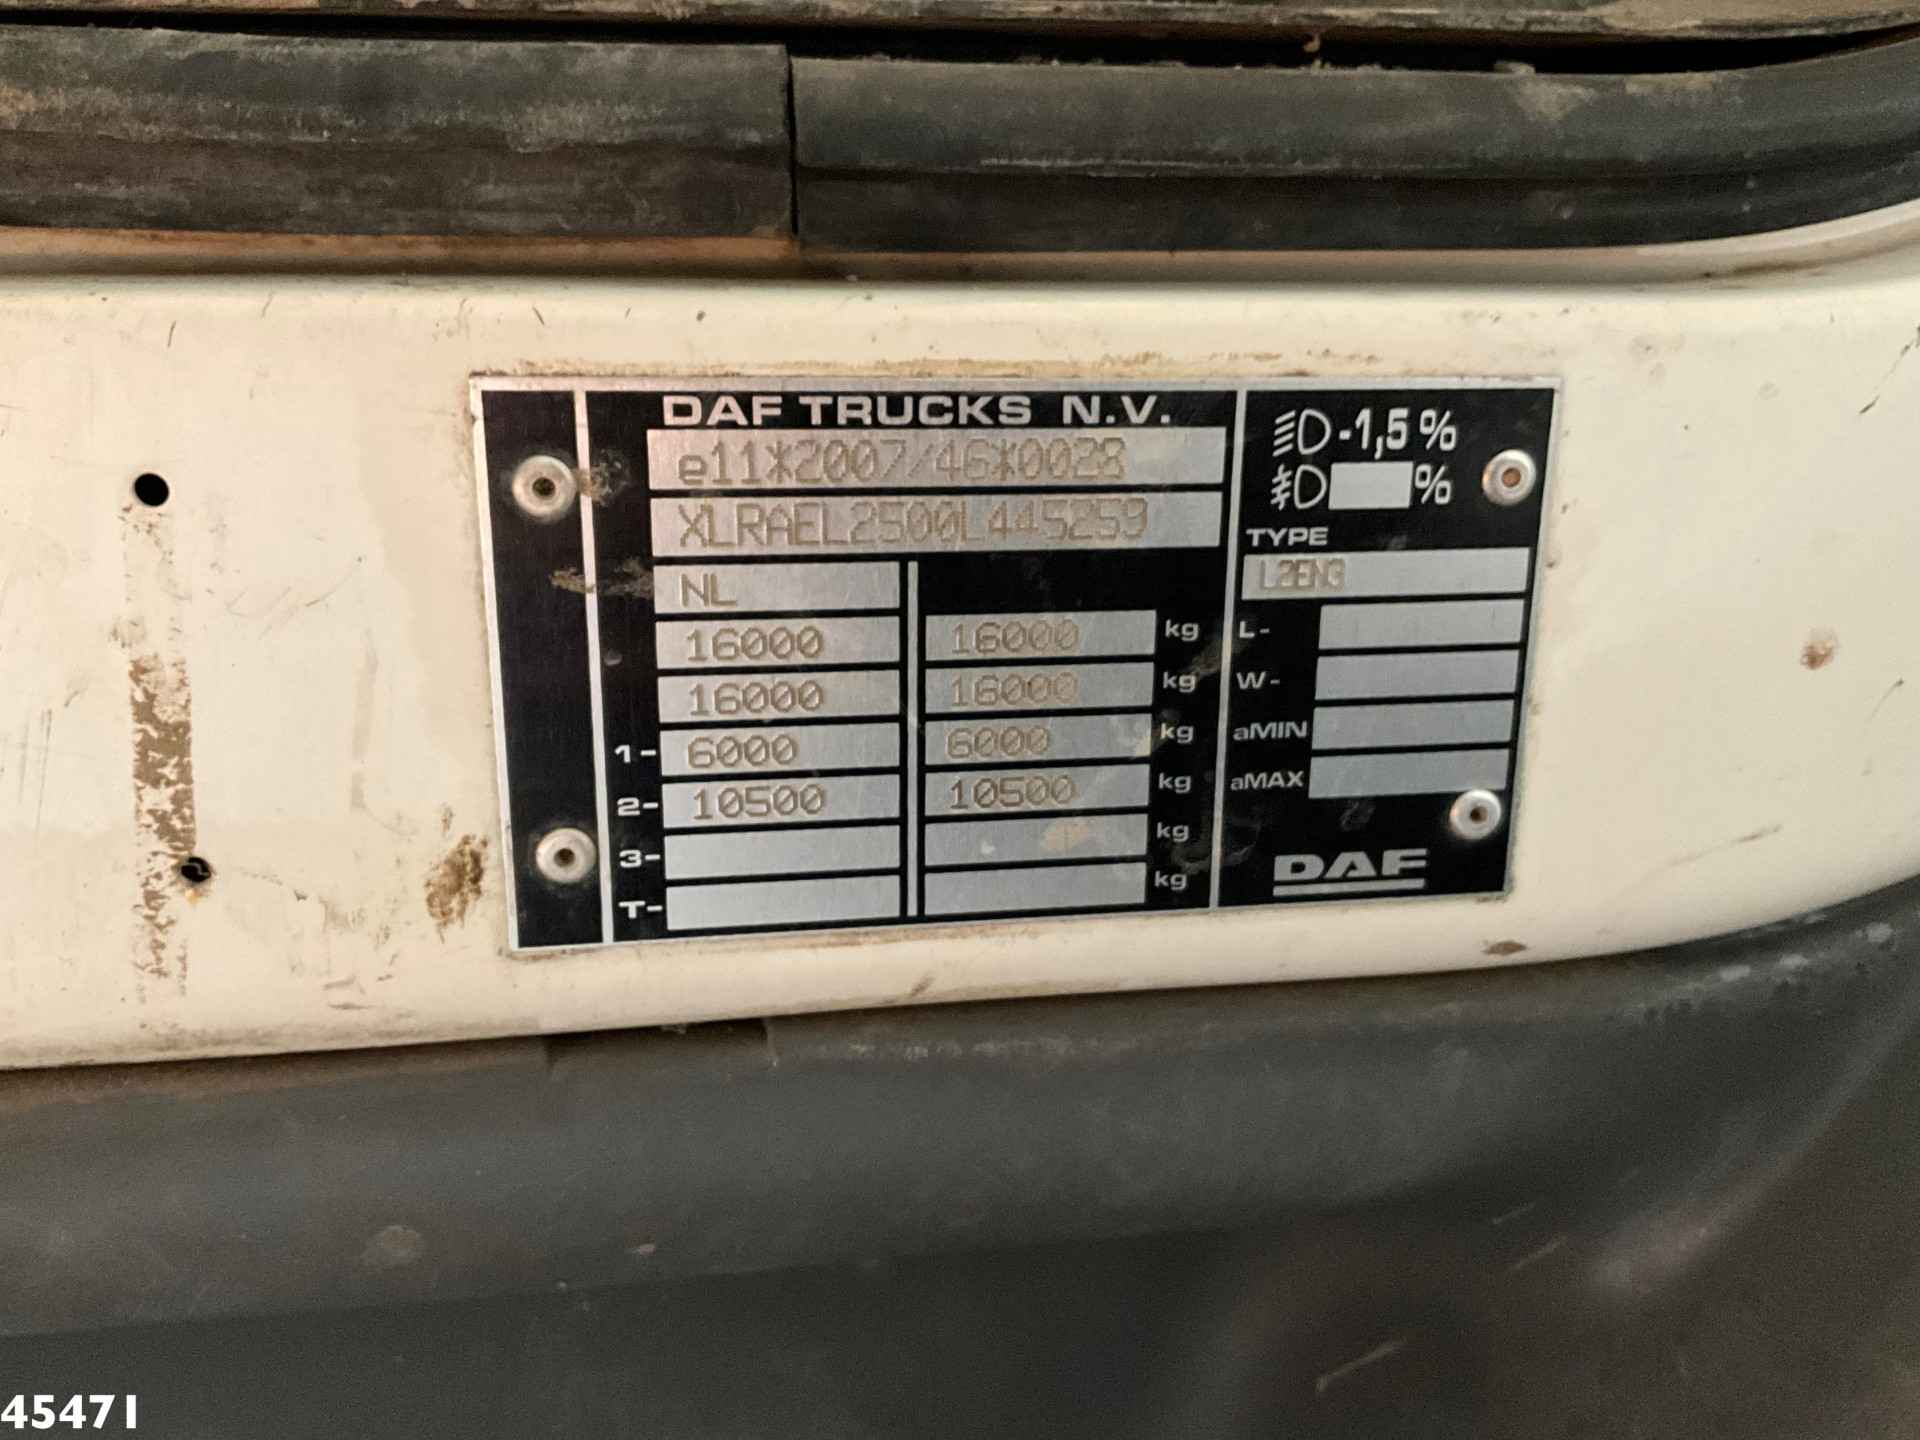 DAF TRUCKS N.V.
e11*2007/46*0028
XLRAEL2500L445259
NL
16000 16000 kg
16000 16000 kg
1- 6000 6000 kg
2- 10500 10500 kg
3- kg
T- kg
-1,5 %
%
TYPE
L2EN3
L-
W-
aMIN
aMAX
DAF
45471